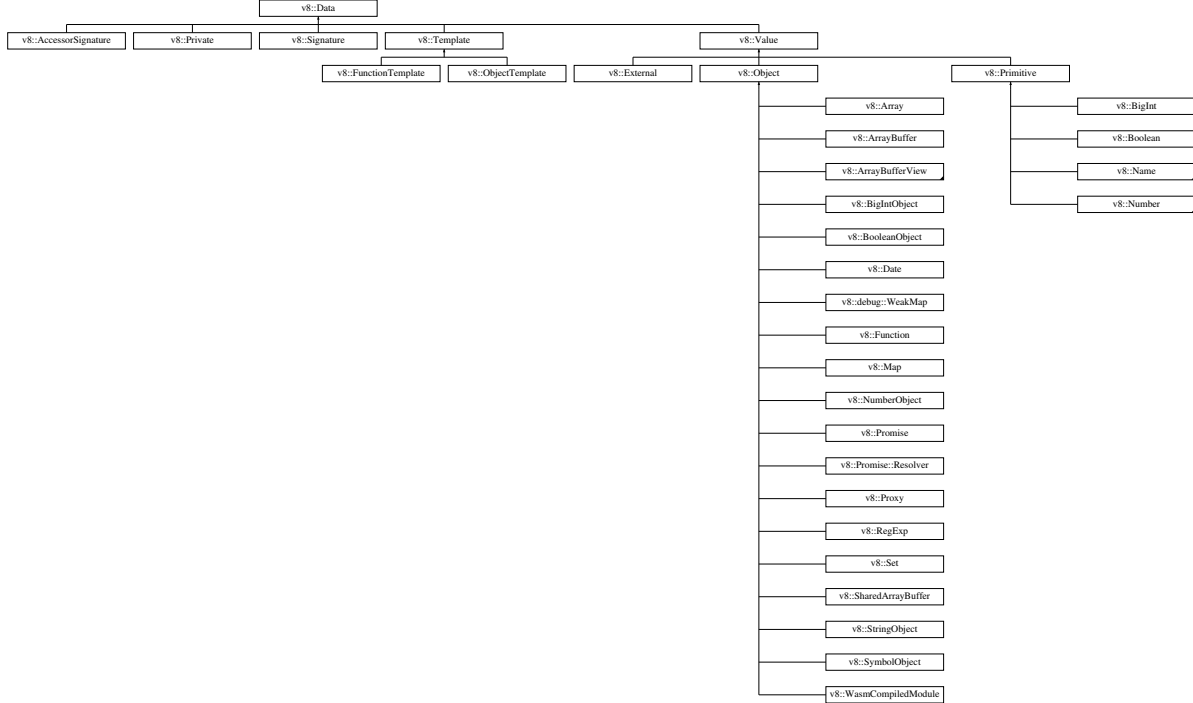 v8::Data
v8::AccessorSignature v8::Private v8::Signature v8::Template v8::Value
v8::FunctionTemplate v8::ObjectTemplate v8::External v8::Object v8::Primitive
v8::Array v8::BigInt
v8::ArrayBuffer v8::Boolean
v8::ArrayBufferView v8::Name
v8::BigIntObject v8::Number
v8::BooleanObject
v8::Date
v8::debug::WeakMap
v8::Function
v8::Map
v8::NumberObject
v8::Promise
v8::Promise::Resolver
v8::Proxy
v8::RegExp
v8::Set
v8::SharedArrayBuffer
v8::StringObject
v8::SymbolObject
v8::WasmCompiledModule